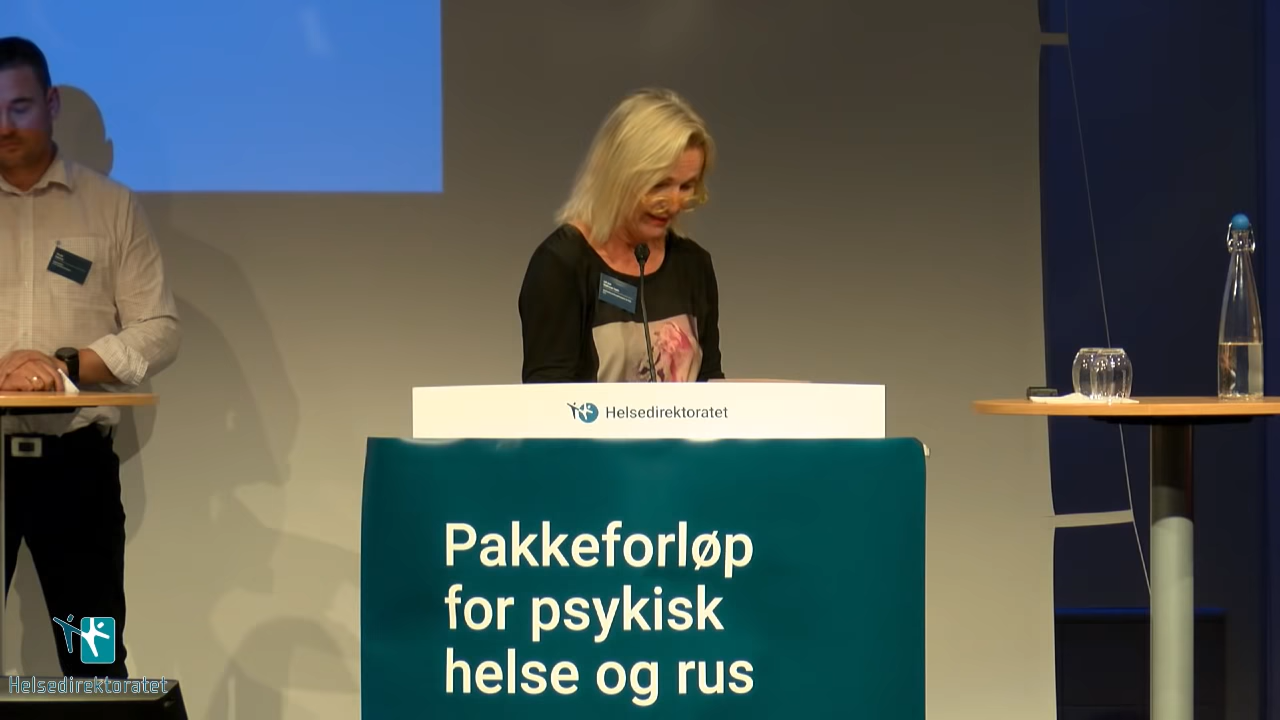 Helsedirektoratet
Pakkeforløp
for psykisk
helse og rus
Helsedirektoratet